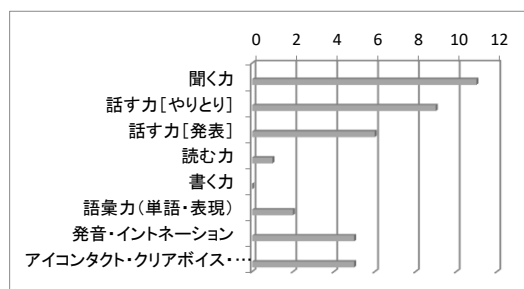 0 2 4 6 8 10 12
聞く力
話す力[やりとり]
話す力[発表]
読む力
書く力
語彙力(単語・表現)
発音・イントネーション
アイコンタクト・クリアボイス・…